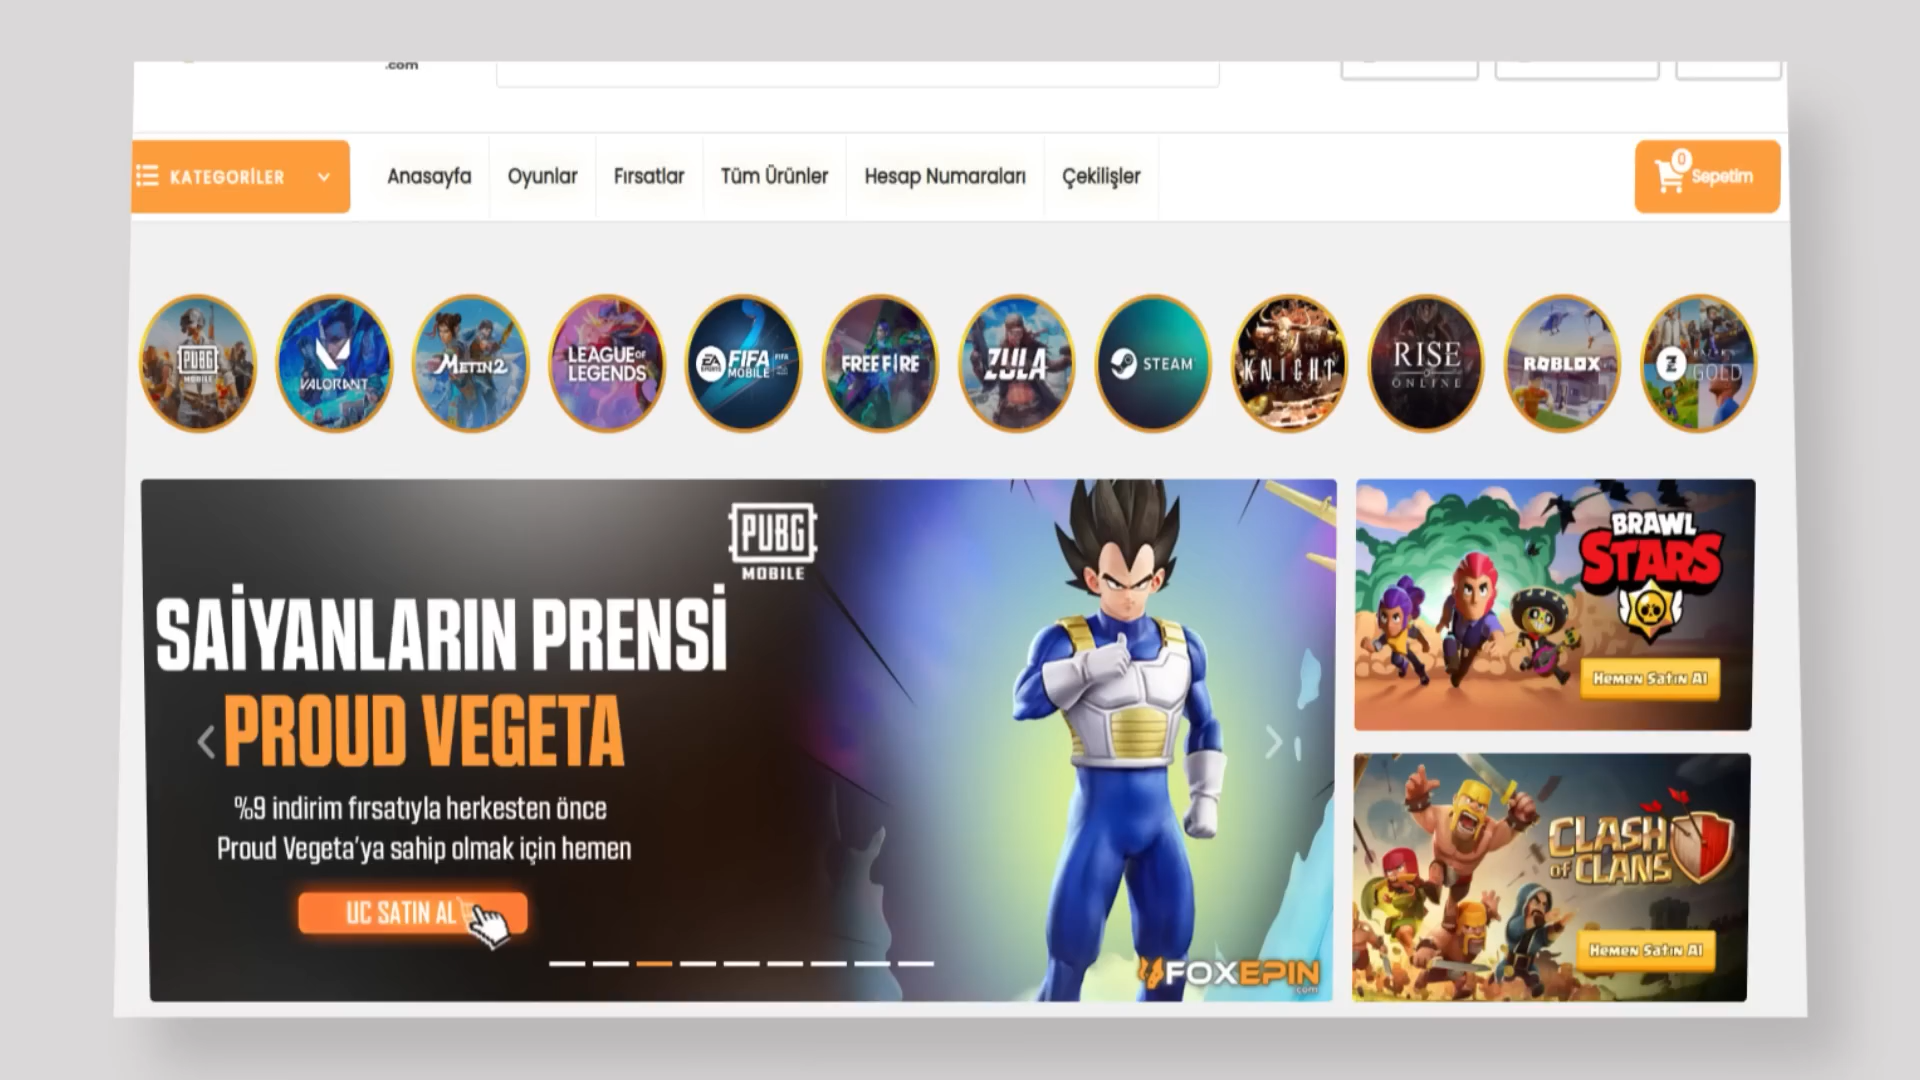 .com
KATEGORİLER
Anasayfa
Oyunlar
Fırsatlar
Tüm Ürünler
Hesap Numaraları
Çekilişler
0
Sepetim
PUBG
MOBILE
VALORANT
METIN2
LEAGUE OF
LEGENDS
EA SPORTS
FIFA
MOBILE
FREE FIRE
ZULA
STEAM
KNIGHT
RISE
ONLINE
ROBLOX
Z
GOLD
PUBG
MOBILE
SAİYANLARIN PRENSİ
PROUD VEGETA
%9 indirim fırsatıyla herkesten önce
Proud Vegeta'ya sahip olmak için hemen
UC SATIN AL
FOXEPIN
.com
BRAWL
STARS
Hemen Satın Al
CLASH
OF CLANS
Hemen Satın Al